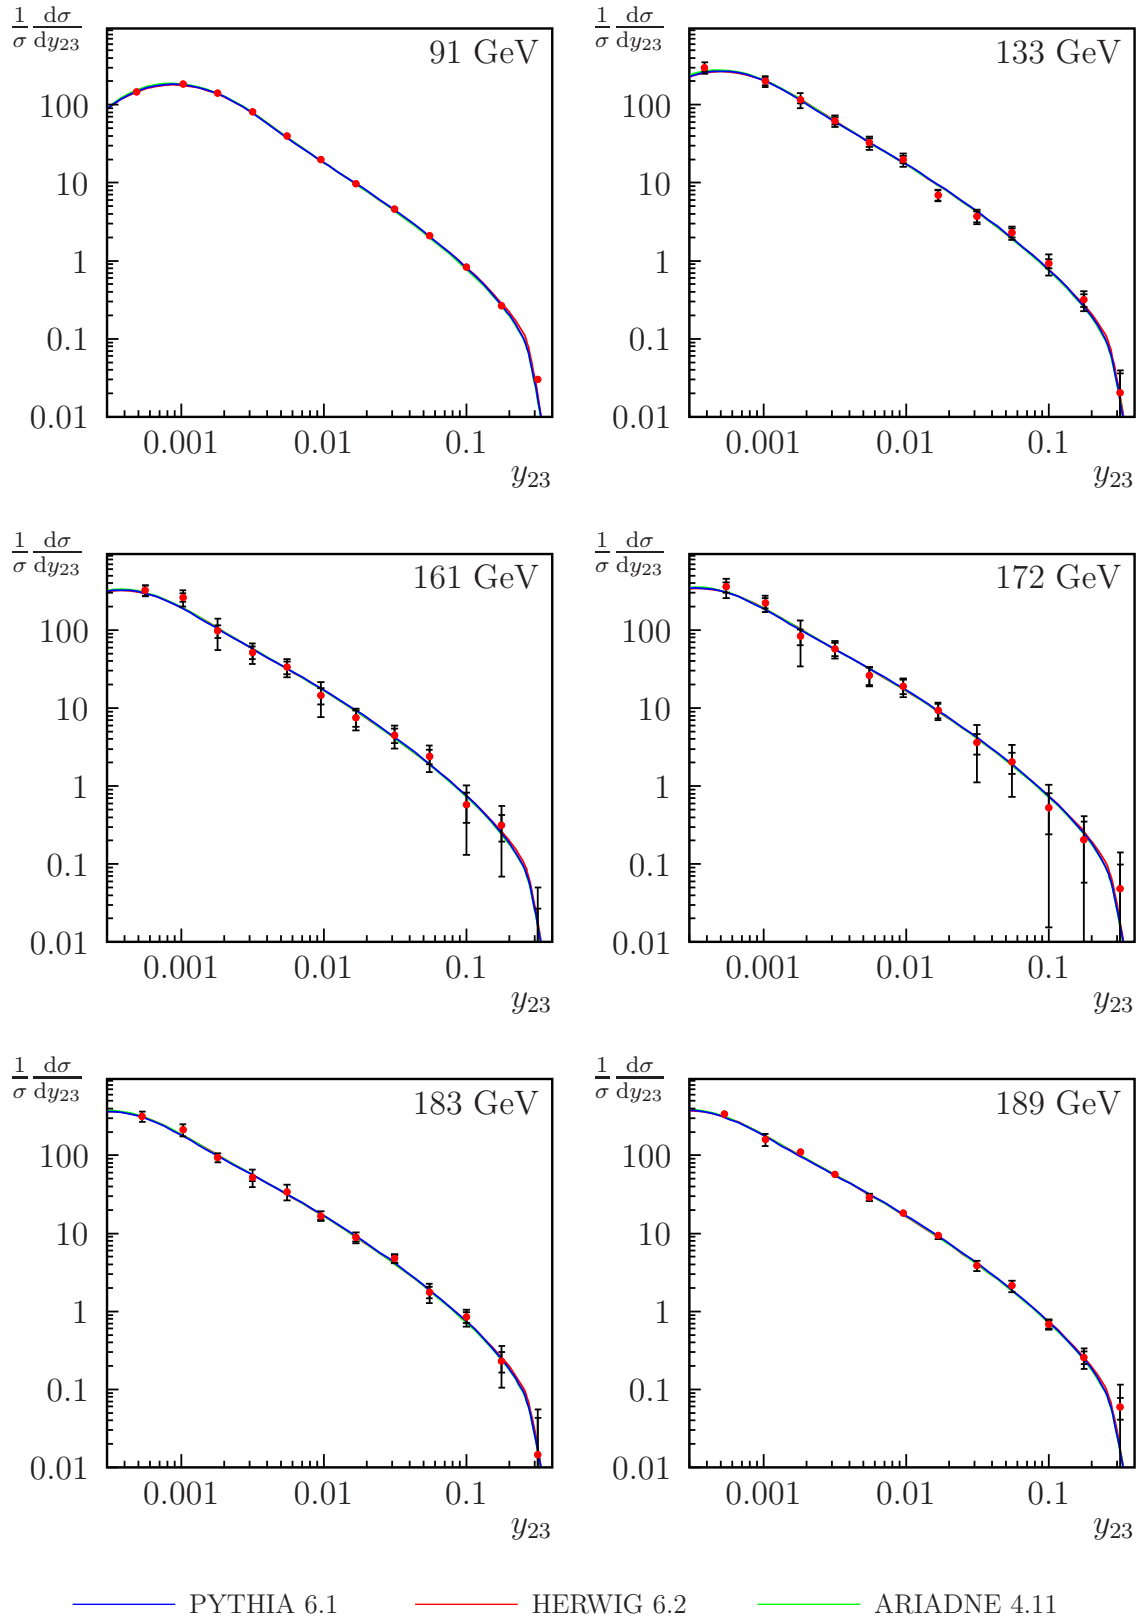 1/σ dσ/dy₂₃
91 GeV
100
10
1
0.1
0.01
0.001 0.01 0.1
y₂₃
1/σ dσ/dy₂₃
133 GeV
100
10
1
0.1
0.01
0.001 0.01 0.1
y₂₃
1/σ dσ/dy₂₃
161 GeV
100
10
1
0.1
0.01
0.001 0.01 0.1
y₂₃
1/σ dσ/dy₂₃
172 GeV
100
10
1
0.1
0.01
0.001 0.01 0.1
y₂₃
1/σ dσ/dy₂₃
183 GeV
100
10
1
0.1
0.01
0.001 0.01 0.1
y₂₃
1/σ dσ/dy₂₃
189 GeV
100
10
1
0.1
0.01
0.001 0.01 0.1
y₂₃
PYTHIA 6.1 HERWIG 6.2 ARIADNE 4.11